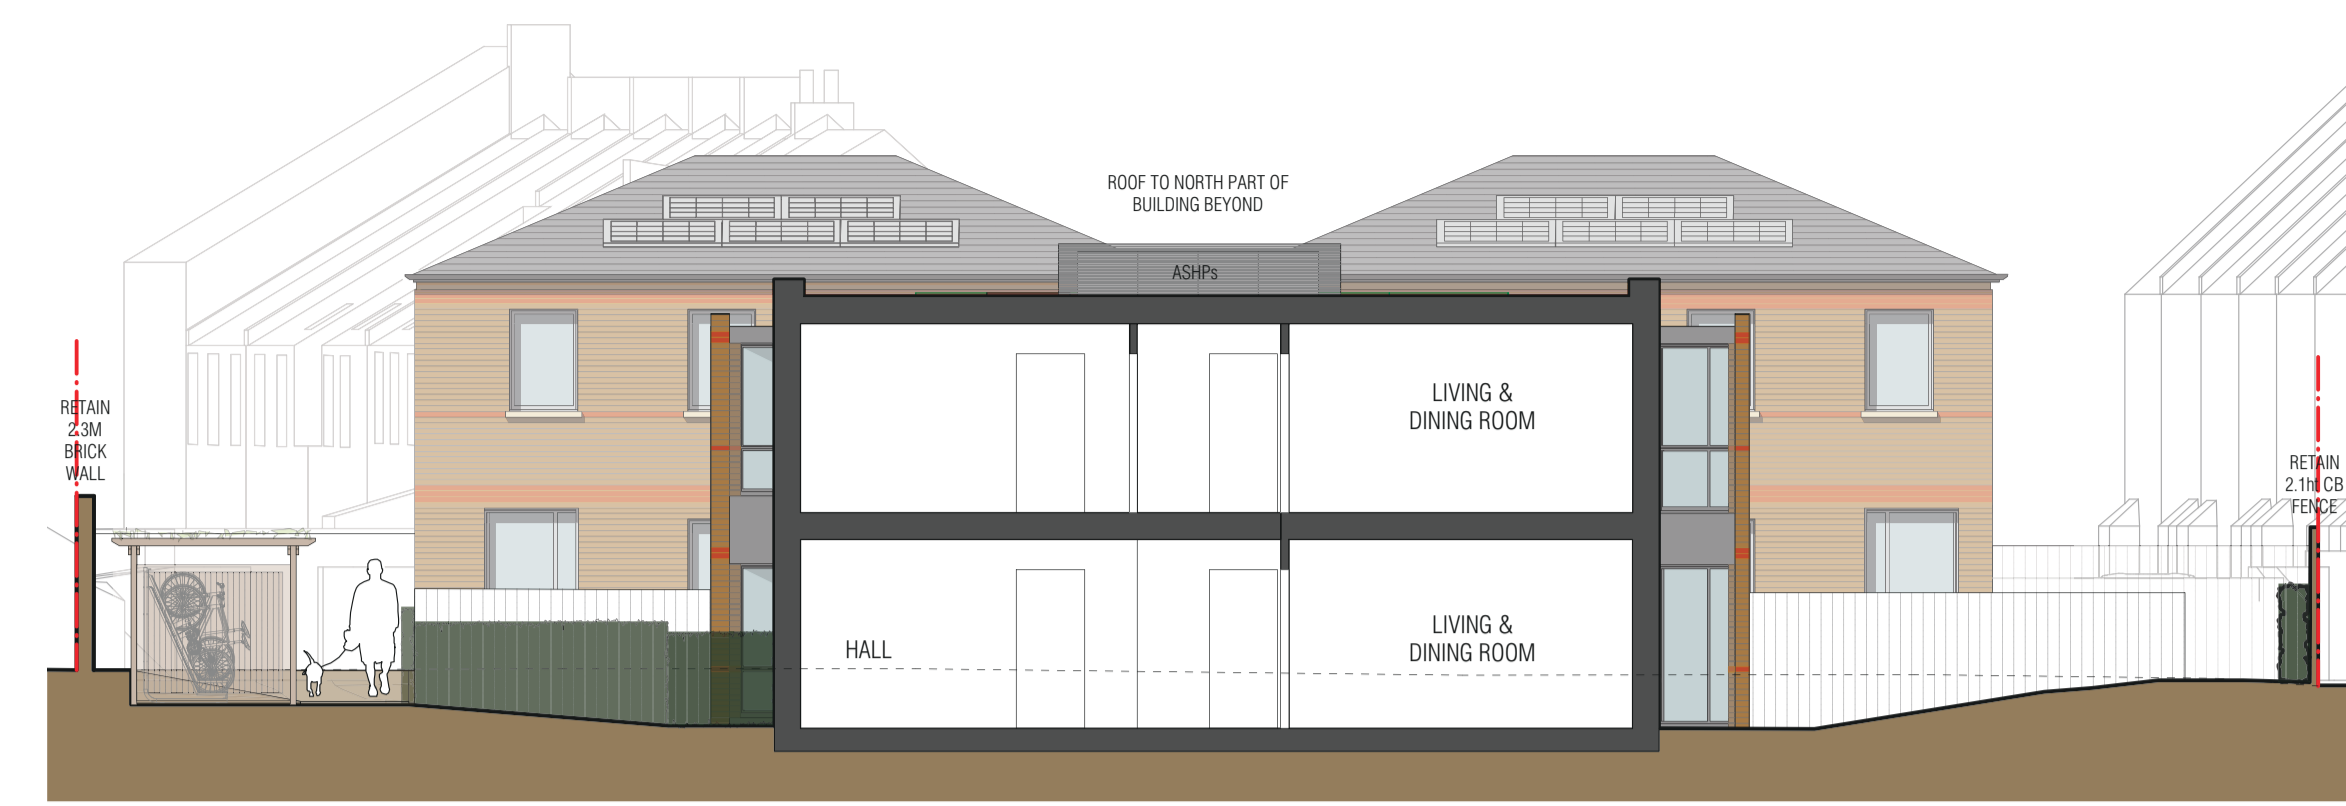 ROOF TO NORTH PART OF
BUILDING BEYOND
ASHPs
RETAIN
2.3M
BRICK
WALL
LIVING &
DINING ROOM
RETAIN
2.1ht CB
FENCE
HALL
LIVING &
DINING ROOM